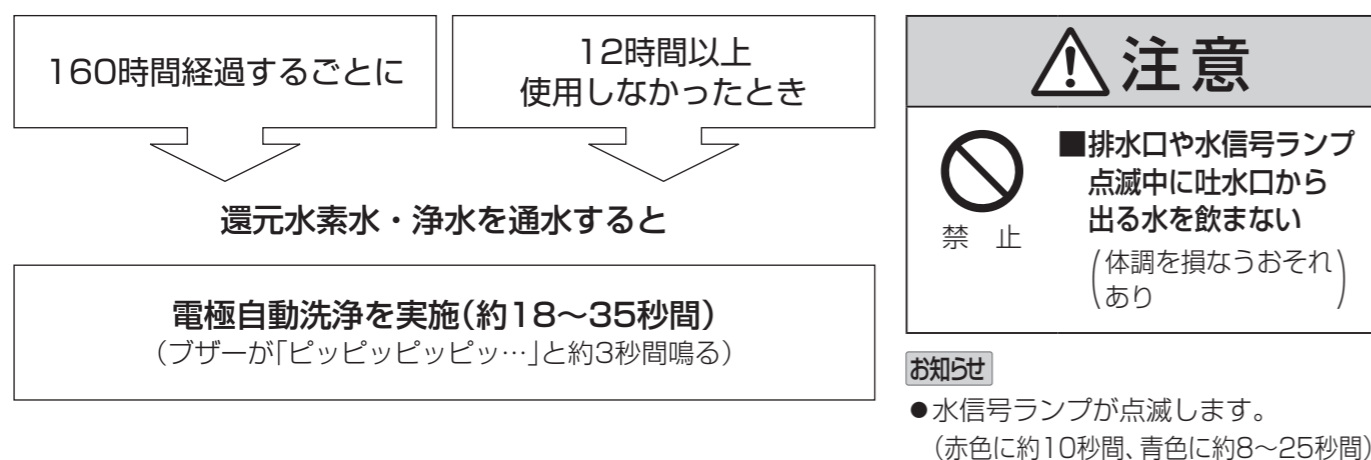 160時間経過するごとに
12時間以上
使用しなかったとき
還元水素水・浄水を通水すると
電極自動洗浄を実施(約18～35秒間)
(ブザーが「ピッピッピッピッ…」と約3秒間鳴る)
注意
禁 止
■排水口や水信号ランプ
点滅中に吐水口から
出る水を飲まない
(体調を損なうおそれ
あり)
お知らせ
●水信号ランプが点滅します。
(赤色に約10秒間、青色に約8～25秒間)